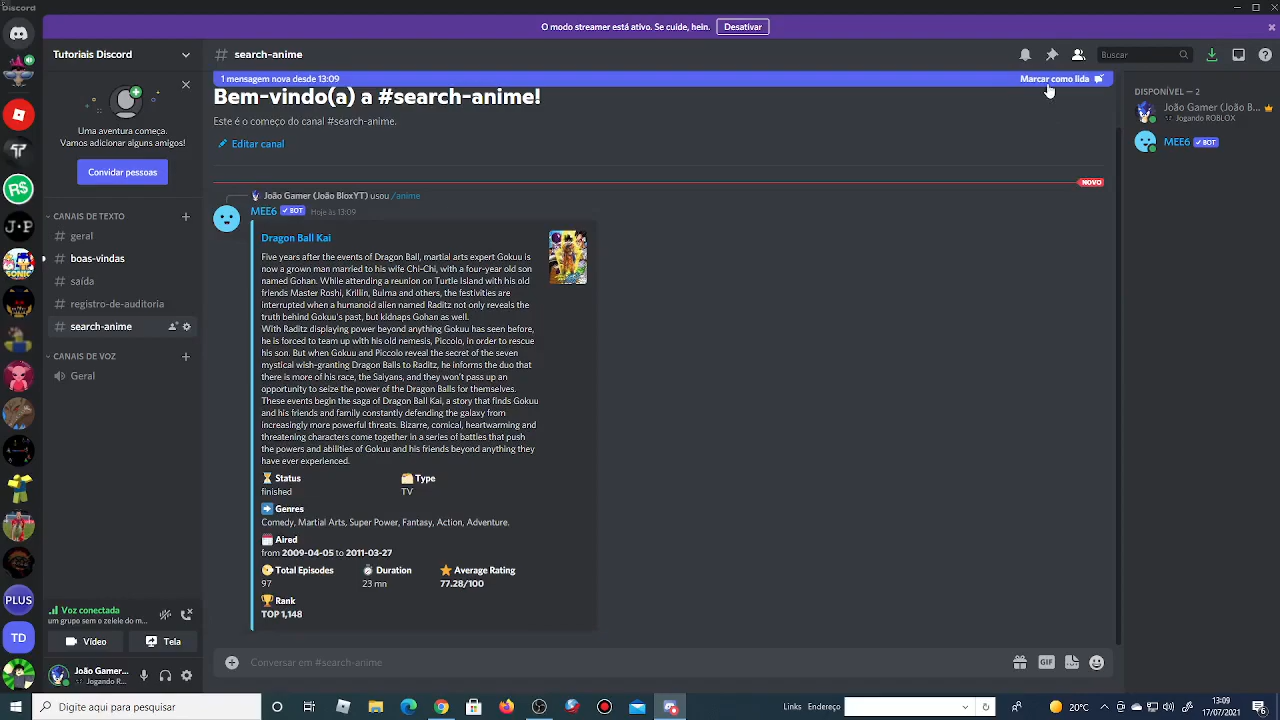 Discord
O modo streamer está ativo. Se cuide, hein. Desativar
Tutoriais Discord
Uma aventura começa.
Vamos adicionar alguns amigos!
Convidar pessoas
CANAIS DE TEXTO
geral
boas-vindas
saída
registro-de-auditoria
search-anime
CANAIS DE VOZ
Geral
PLUS
TD
Voz conectada
um grupo sem o zelele do m...
Vídeo
Tela
João Gamer...
Jogando R...
# search-anime
Buscar
1 mensagem nova desde 13:09
Marcar como lida
Bem-vindo(a) a #search-anime!
Este é o começo do canal #search-anime.
Editar canal
NOVO
João Gamer (João BloxYT) usou /anime
MEE6 BOT Hoje às 13:09
Dragon Ball Kai
Five years after the events of Dragon Ball, martial arts expert Gokuu is
now a grown man married to his wife Chi-Chi, with a four-year old son
named Gohan. While attending a reunion on Turtle Island with his old
friends Master Roshi, Krillin, Bulma and others, the festivities are
interrupted when a humanoid alien named Raditz not only reveals the
truth behind Gokuu's past, but kidnaps Gohan as well.
With Raditz displaying power beyond anything Gokuu has seen before,
he is forced to team up with his old nemesis, Piccolo, in order to rescue
his son. But when Gokuu and Piccolo reveal the secret of the seven
mystical wish-granting Dragon Balls to Raditz, he informs the duo that
there is more of his race, the Saiyans, and they won't pass up an
opportunity to seize the power of the Dragon Balls for themselves.
These events begin the saga of Dragon Ball Kai, a story that finds Gokuu
and his friends and family constantly defending the galaxy from
increasingly more powerful threats. Bizarre, comical, heartwarming and
threatening characters come together in a series of battles that push
the powers and abilities of Gokuu and his friends beyond anything they
have ever experienced.
Status
finished
Type
TV
Genres
Comedy, Martial Arts, Super Power, Fantasy, Action, Adventure.
Aired
from 2009-04-05 to 2011-03-27
Total Episodes
97
Duration
23 mn
Average Rating
77.28/100
Rank
TOP 1,148
Conversar em #search-anime
GIF
DISPONÍVEL — 2
João Gamer (João B...
Jogando ROBLOX
MEE6 BOT
Digite aqui para pesquisar
Links Endereço
20°C
13:09
17/07/2021